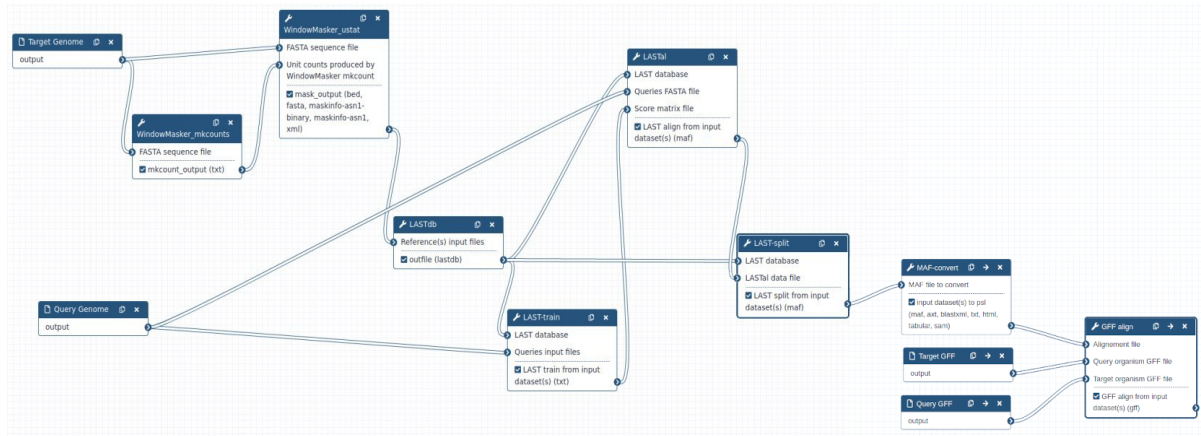 Target Genome
output
WindowMasker_mkcounts
FASTA sequence file
mkcount_output (txt)
WindowMasker_ustat
FASTA sequence file
Unit counts produced by
WindowMasker mkcount
mask_output (bed,
fasta, maskinfo-asn1-
binary, maskinfo-asn1,
xml)
Query Genome
output
LASTdb
Reference(s) input files
outfile (lastdb)
LAST-train
LAST database
Queries input files
LAST train from input
dataset(s) (txt)
LASTal
LAST database
Queries FASTA file
Score matrix file
LAST align from input
dataset(s) (maf)
LAST-split
LAST database
LASTal data file
LAST split from input
dataset(s) (maf)
MAF-convert
MAF file to convert
input dataset(s) to psl
(maf, axt, blastxml, txt, html,
tabular, sam)
Target GFF
output
Query GFF
output
GFF align
Alignement file
Query organism GFF file
Target organism GFF file
GFF align from input
dataset(s) (gff)